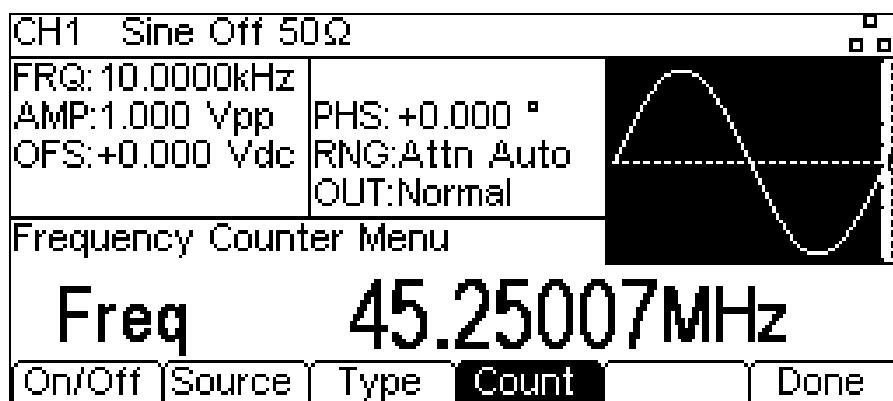 CH1 Sine Off 50Ω
FRQ:10.0000kHz
AMP:1.000 Vpp
OFS:+0.000 Vdc
PHS:+0.000 °
RNG:Attn Auto
OUT:Normal
Frequency Counter Menu
Freq 45.25007MHz
On/Off Source Type Count Done